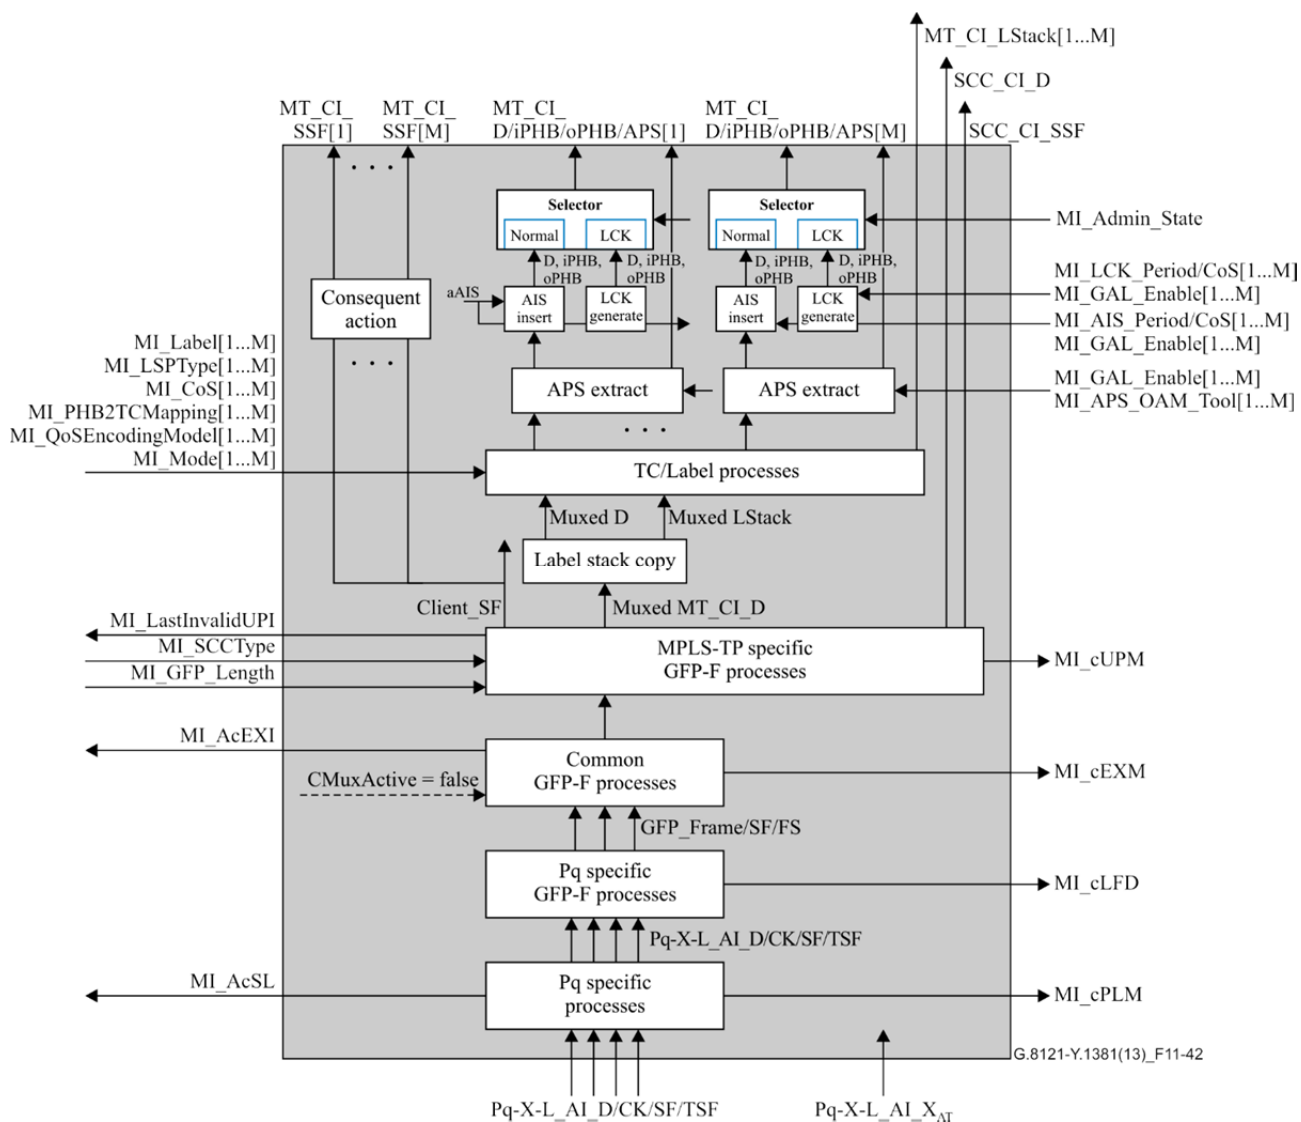 MT_CI_LStack[1...M]
SCC_CI_D
MT_CI_
SSF[1]
MT_CI_
SSF[M]
MT_CI_
D/iPHB/oPHB/APS[1]
MT_CI_
D/iPHB/oPHB/APS[M]
SCC_CI_SSF
. . .
Selector
Normal
LCK
Selector
Normal
LCK
MI_Admin_State
D, iPHB,
oPHB
D, iPHB,
oPHB
D, iPHB,
oPHB
D, iPHB,
oPHB
Consequent
action
aAIS
AIS
insert
LCK
generate
AIS
insert
LCK
generate
MI_LCK_Period/CoS[1...M]
MI_GAL_Enable[1...M]
MI_AIS_Period/CoS[1...M]
MI_GAL_Enable[1...M]
MI_Label[1...M]
MI_LSPType[1...M]
MI_CoS[1...M]
MI_PHB2TCMapping[1...M]
MI_QoSEncodingModel[1...M]
MI_Mode[1...M]
. . .
APS extract
APS extract
MI_GAL_Enable[1...M]
MI_APS_OAM_Tool[1...M]
. . .
TC/Label processes
Muxed D
Muxed LStack
Label stack copy
Client_SF
Muxed MT_CI_D
MI_LastInvalidUPI
MI_SCCType
MI_GFP_Length
MPLS-TP specific
GFP-F processes
MI_cUPM
MI_AcEXI
CMuxActive = false
Common
GFP-F processes
MI_cEXM
GFP_Frame/SF/FS
Pq specific
GFP-F processes
MI_cLFD
Pq-X-L_AI_D/CK/SF/TSF
MI_AcSL
Pq specific
processes
MI_cPLM
G.8121-Y.1381(13)_F11-42
Pq-X-L_AI_D/CK/SF/TSF
Pq-X-L_AI_X_AT